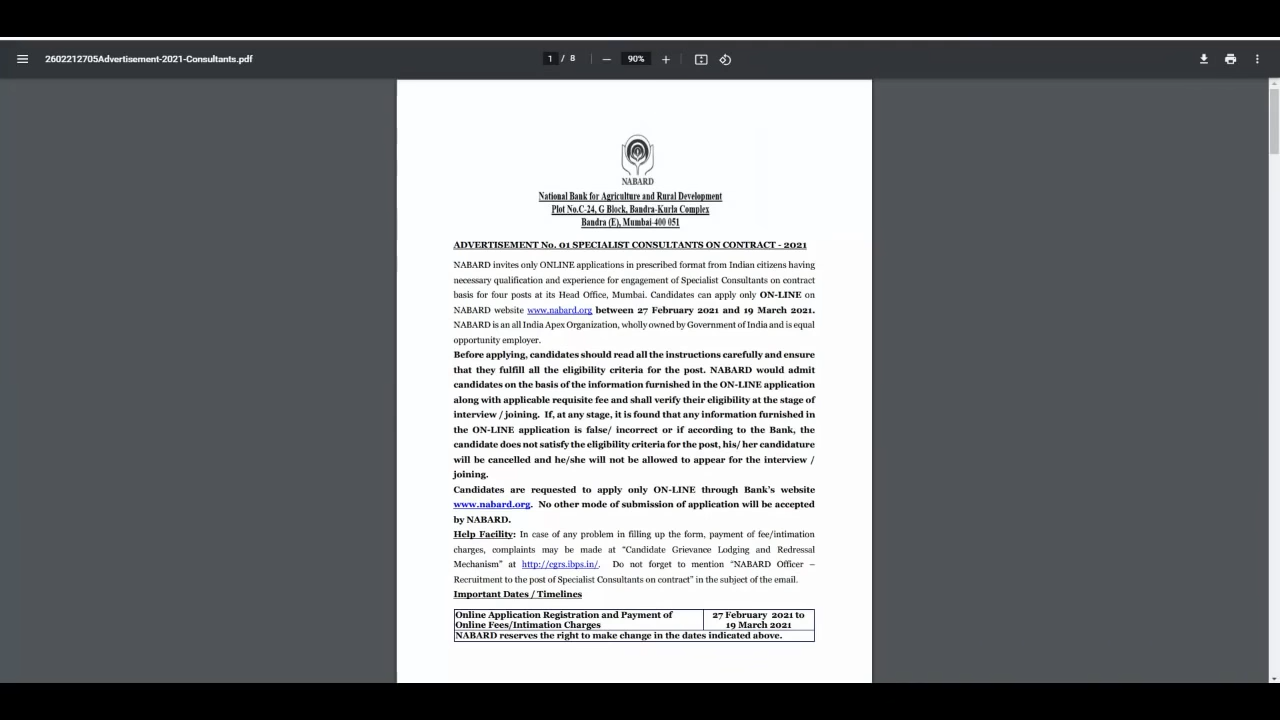 2602212705Advertisement-2021-Consultants.pdf 1 / 8 90%
NABARD
National Bank for Agriculture and Rural Development
Plot No.C-24, G Block, Bandra-Kurla Complex
Bandra (E), Mumbai-400 051
ADVERTISEMENT No. 01 SPECIALIST CONSULTANTS ON CONTRACT - 2021
NABARD invites only ONLINE applications in prescribed format from Indian citizens having
necessary qualification and experience for engagement of Specialist Consultants on contract
basis for four posts at its Head Office, Mumbai. Candidates can apply only ON-LINE on
NABARD website www.nabard.org between 27 February 2021 and 19 March 2021.
NABARD is an all India Apex Organization, wholly owned by Government of India and is equal
opportunity employer.
Before applying, candidates should read all the instructions carefully and ensure
that they fulfill all the eligibility criteria for the post. NABARD would admit
candidates on the basis of the information furnished in the ON-LINE application
along with applicable requisite fee and shall verify their eligibility at the stage of
interview / joining. If, at any stage, it is found that any information furnished in
the ON-LINE application is false/ incorrect or if according to the Bank, the
candidate does not satisfy the eligibility criteria for the post, his/ her candidature
will be cancelled and he/she will not be allowed to appear for the interview /
joining.
Candidates are requested to apply only ON-LINE through Bank's website
www.nabard.org. No other mode of submission of application will be accepted
by NABARD.
Help Facility: In case of any problem in filling up the form, payment of fee/intimation
charges, complaints may be made at "Candidate Grievance Lodging and Redressal
Mechanism" at http://cgrs.ibps.in/. Do not forget to mention "NABARD Officer –
Recruitment to the post of Specialist Consultants on contract" in the subject of the email.
Important Dates / Timelines
Online Application Registration and Payment of 27 February 2021 to
Online Fees/Intimation Charges 19 March 2021
NABARD reserves the right to make change in the dates indicated above.